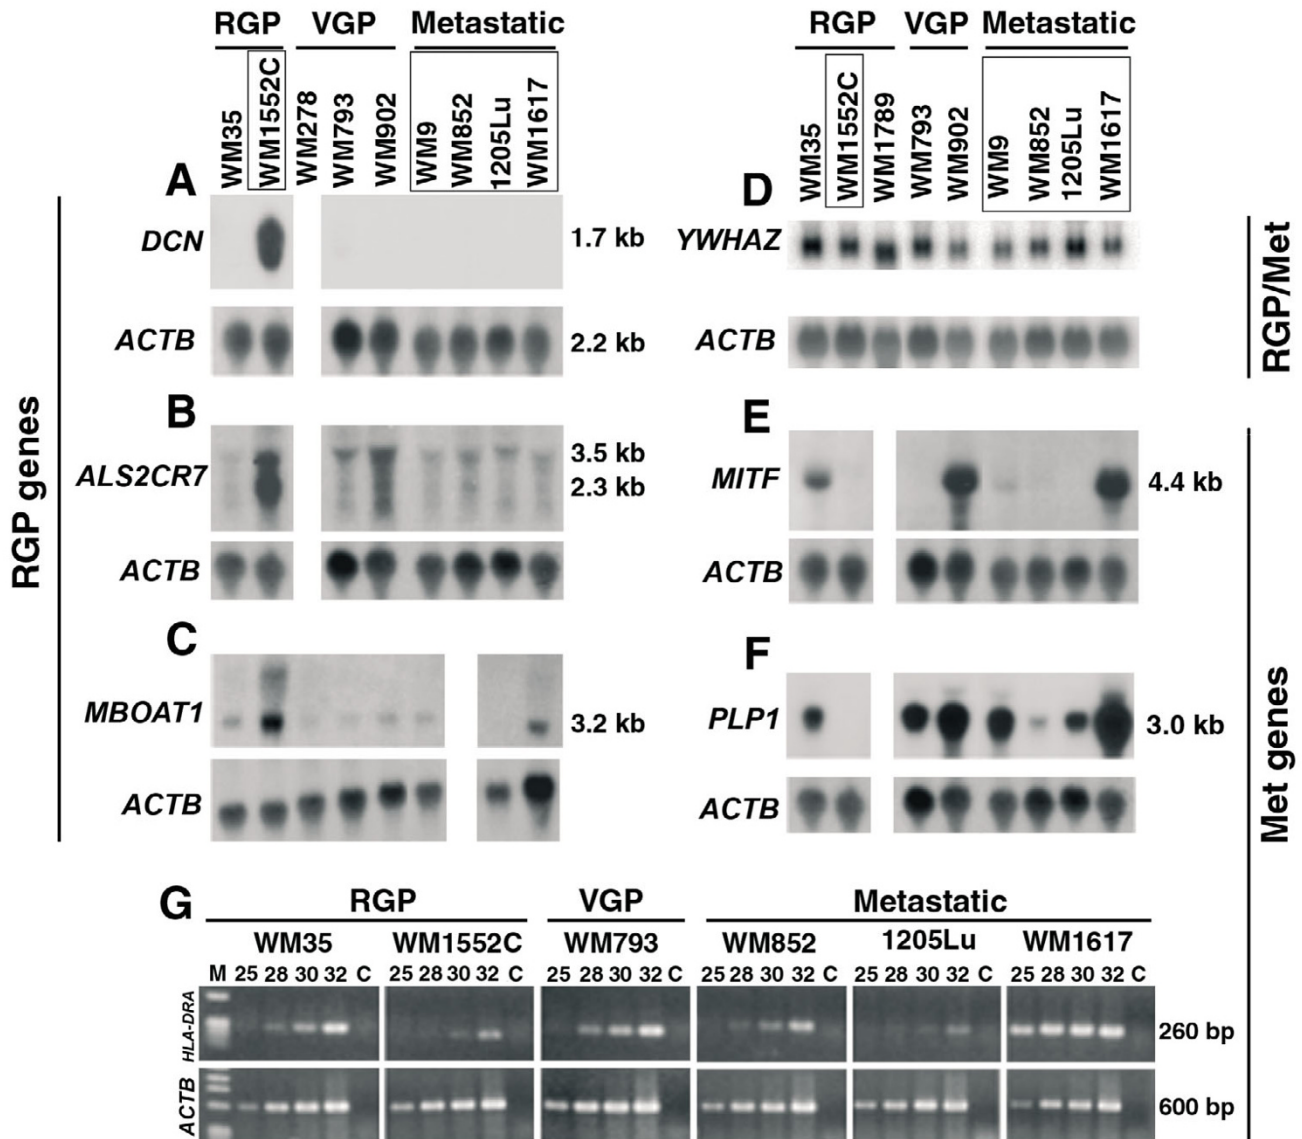 RGP VGP Metastatic
WM35 WM1552C WM278 WM793 WM902 WM9 WM852 1205Lu WM1617
A
DCN 1.7 kb
ACTB 2.2 kb
B
ALS2CR7 3.5 kb
2.3 kb
ACTB
C
MBOAT1 3.2 kb
ACTB
RGP genes
RGP VGP Metastatic
WM35 WM1552C WM1789 WM793 WM902 WM9 WM852 1205Lu WM1617
D
YWHAZ
ACTB
RGP/Met
E
MITF 4.4 kb
ACTB
F
PLP1 3.0 kb
ACTB
Met genes
G
RGP VGP Metastatic
WM35 WM1552C WM793 WM852 1205Lu WM1617
M 25 28 30 32 C 25 28 30 32 C 25 28 30 32 C 25 28 30 32 C 25 28 30 32 C 25 28 30 32 C
HLA-DRA 260 bp
ACTB 600 bp